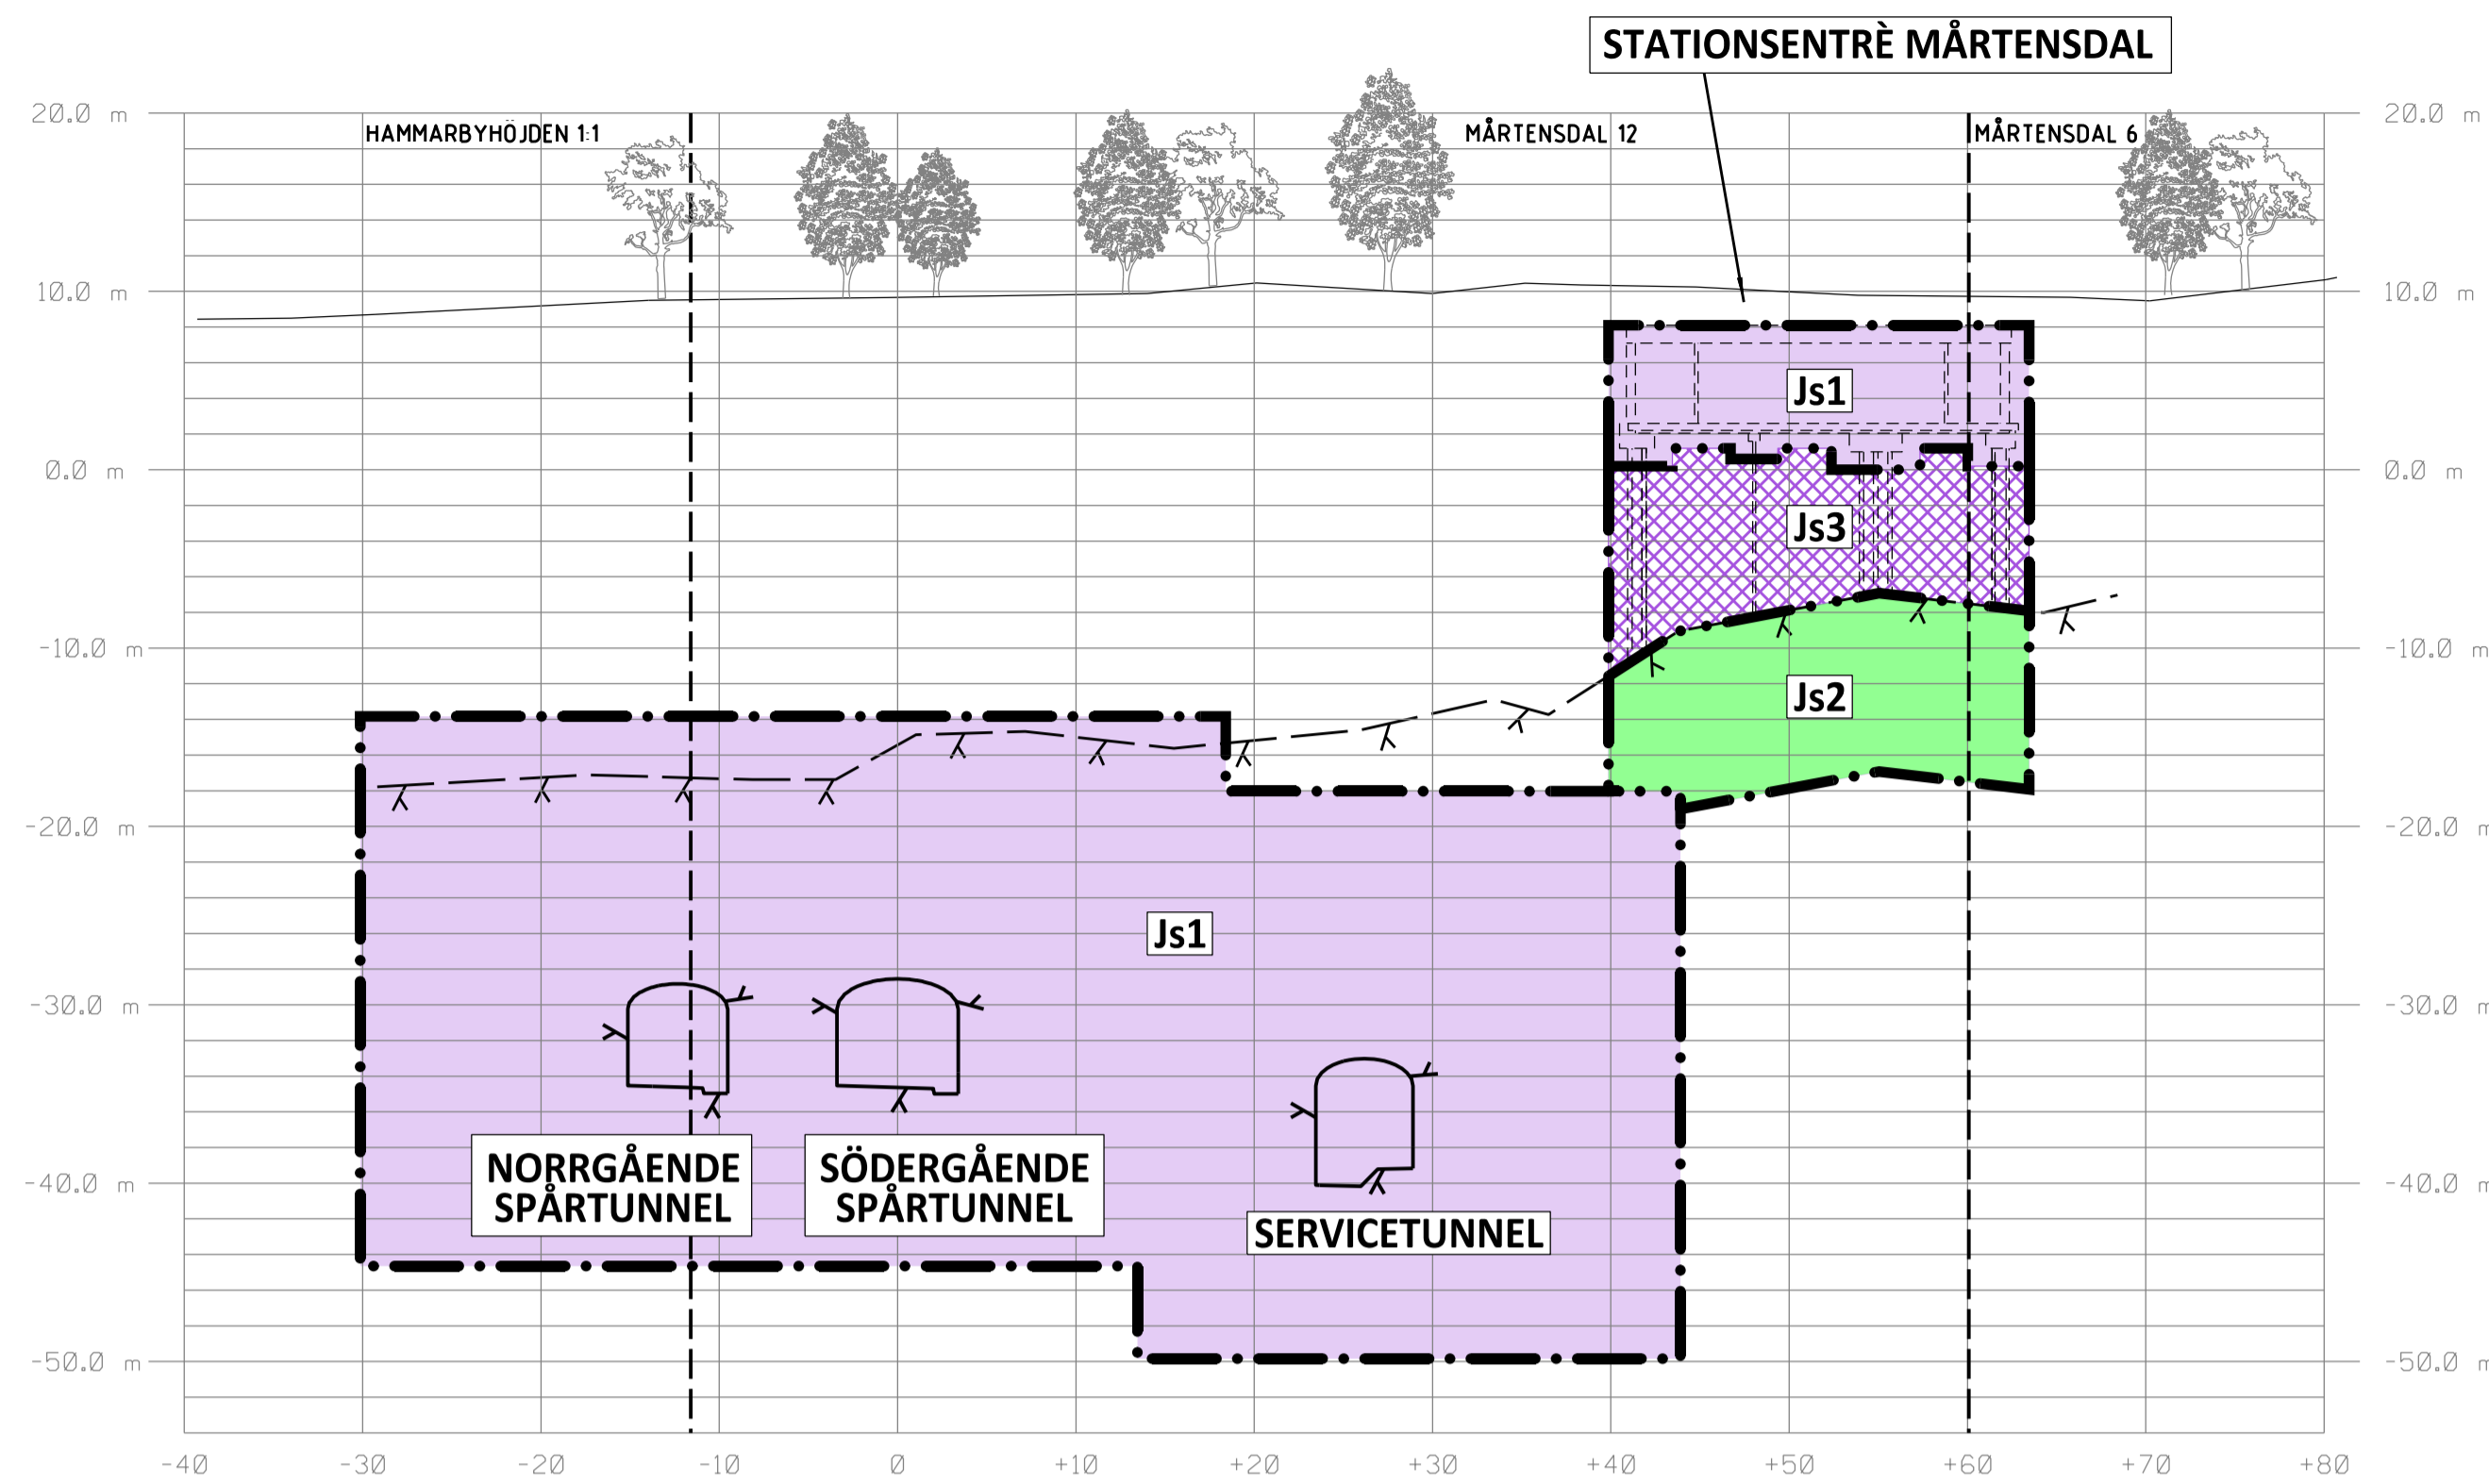 STATIONSENTRÈ MÅRTENSDAL
20.0 m
HAMMARBYHÖJDEN 1:1
MÅRTENSDAL 12
MÅRTENSDAL 6
20.0 m
10.0 m
10.0 m
Js1
0.0 m
0.0 m
Js3
-10.0 m
-10.0 m
Js2
-20.0 m
-20.0 m
Js1
-30.0 m
-30.0 m
NORRGÅENDE
SPÅRTUNNEL
SÖDERGÅENDE
SPÅRTUNNEL
-40.0 m
-40.0 m
SERVICETUNNEL
-50.0 m
-50.0 m
-40 -30 -20 -10 0 +10 +20 +30 +40 +50 +60 +70 +80